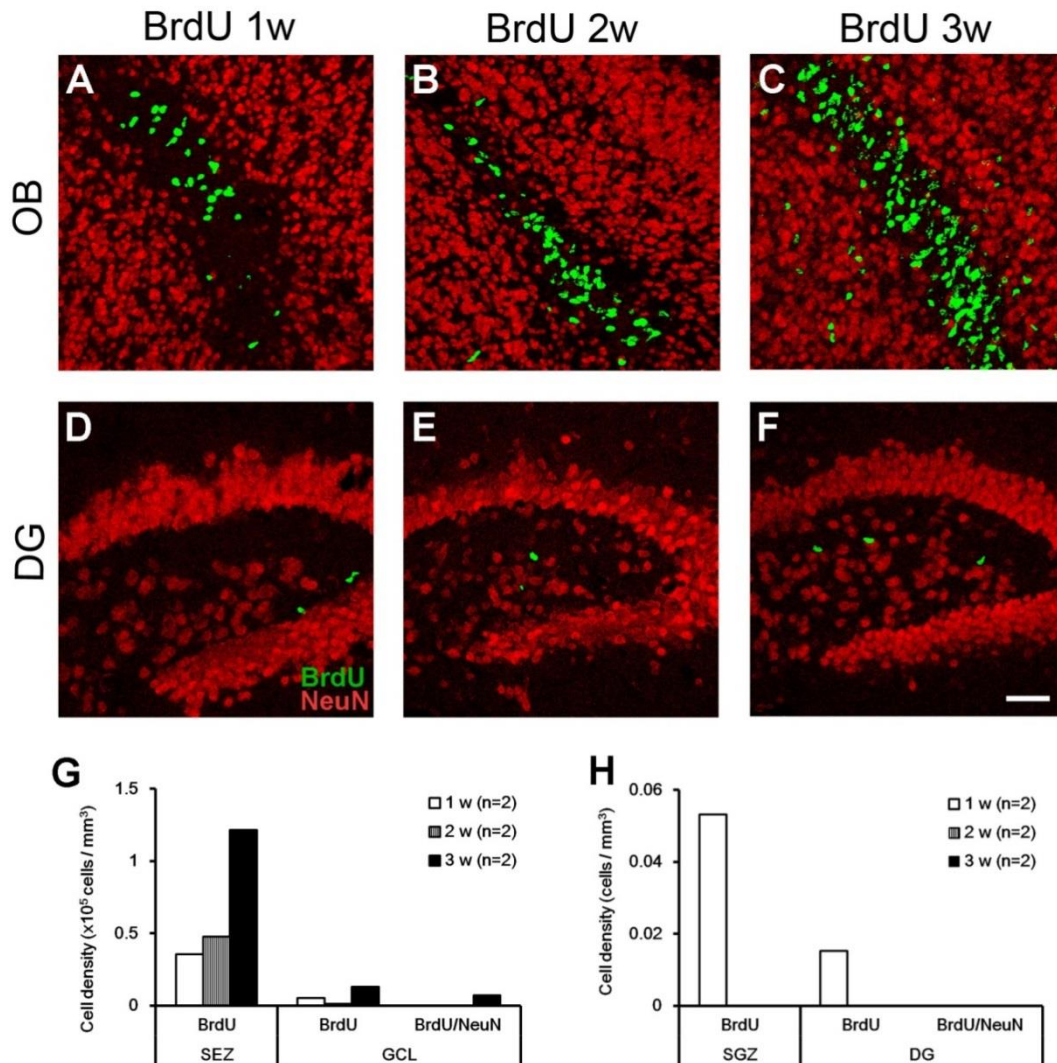 BrdU 1w
BrdU 2w
BrdU 3w
OB
A
B
C
DG
D
E
F
BrdU
NeuN
G
Cell density (x10⁵ cells / mm³)
1.5
1
0.5
0
1 w (n=2)
2 w (n=2)
3 w (n=2)
BrdU
BrdU
BrdU/NeuN
SEZ
GCL
H
Cell density (cells / mm³)
0.06
0.04
0.02
0
1 w (n=2)
2 w (n=2)
3 w (n=2)
BrdU
BrdU
BrdU/NeuN
SGZ
DG